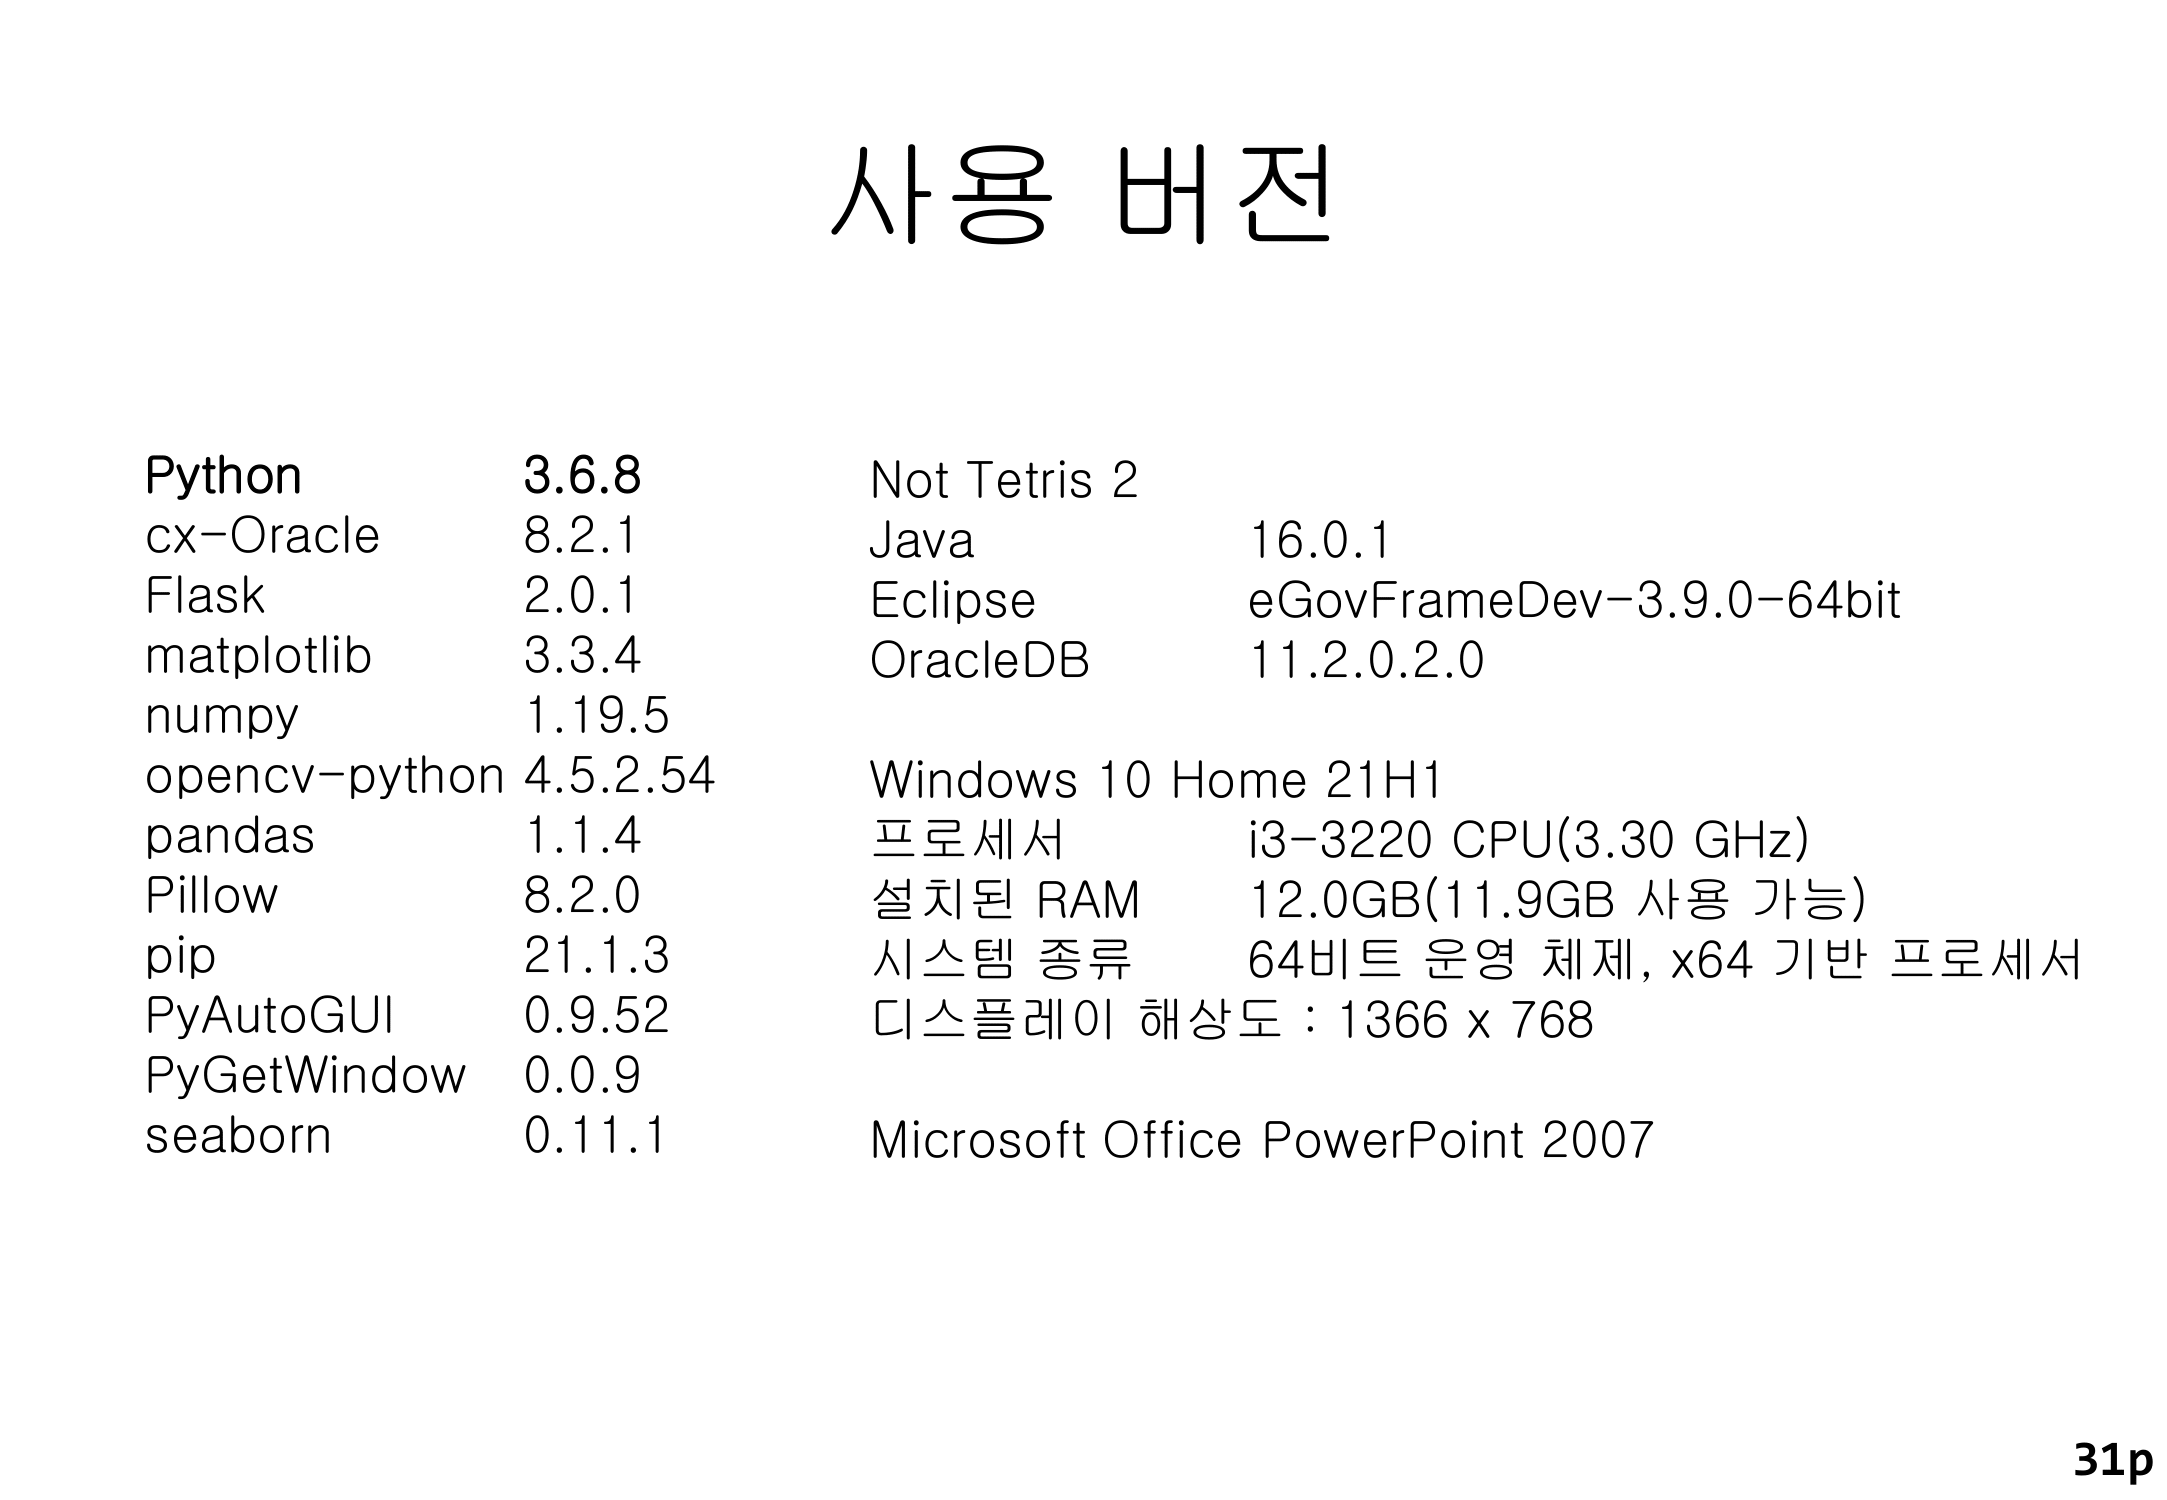 사용 버전
Python 3.6.8
cx-Oracle 8.2.1
Flask 2.0.1
matplotlib 3.3.4
numpy 1.19.5
opencv-python 4.5.2.54
pandas 1.1.4
Pillow 8.2.0
pip 21.1.3
PyAutoGUI 0.9.52
PyGetWindow 0.0.9
seaborn 0.11.1
Not Tetris 2
Java 16.0.1
Eclipse eGovFrameDev-3.9.0-64bit
OracleDB 11.2.0.2.0
Windows 10 Home 21H1
프로세서 i3-3220 CPU(3.30 GHz)
설치된 RAM 12.0GB(11.9GB 사용 가능)
시스템 종류 64비트 운영 체제, x64 기반 프로세서
디스플레이 해상도 : 1366 x 768
Microsoft Office PowerPoint 2007
31p